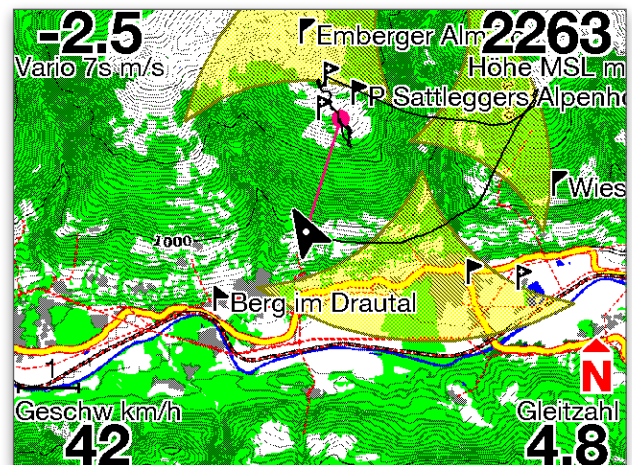 -2.5
Vario 7s m/s
Emberger Alm
2263
Höhe MSL m
P Sattleggers Alpenho
Wies
1000
Berg im Drautal
N
Geschw km/h
42
Gleitzahl
4.8